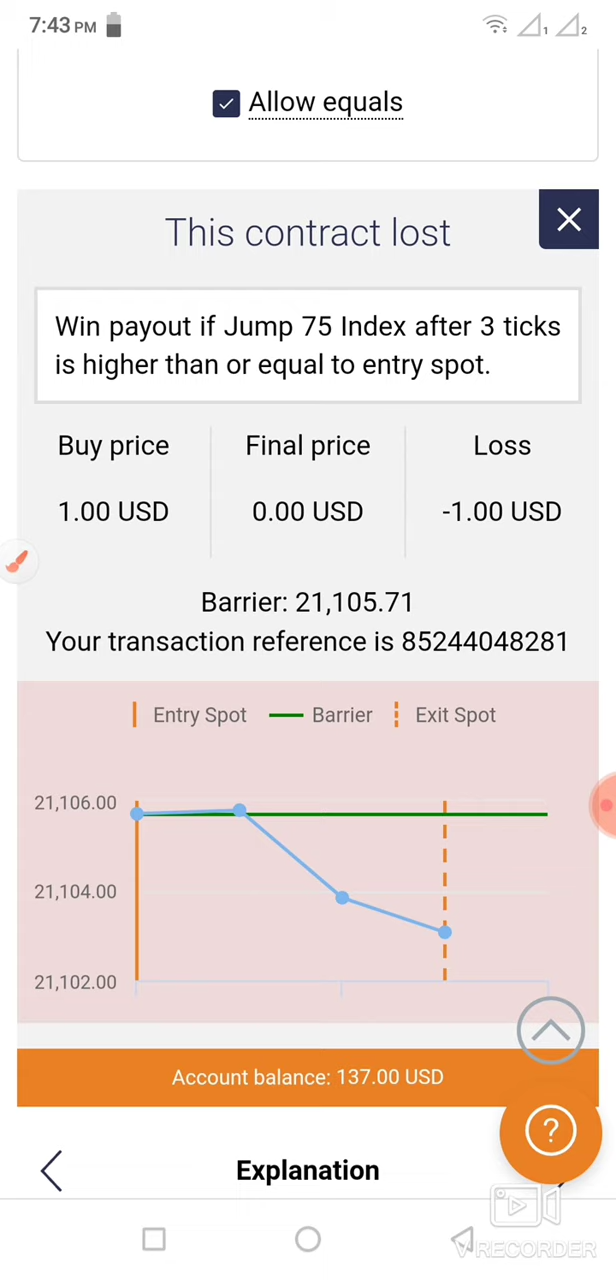 7:43 PM
1 2
Allow equals
This contract lost
Win payout if Jump 75 Index after 3 ticks
is higher than or equal to entry spot.
Buy price Final price Loss
1.00 USD 0.00 USD -1.00 USD
Barrier: 21,105.71
Your transaction reference is 85244048281
Entry Spot Barrier Exit Spot
21,106.00
21,104.00
21,102.00
Account balance: 137.00 USD
?
Explanation
V RECORDER